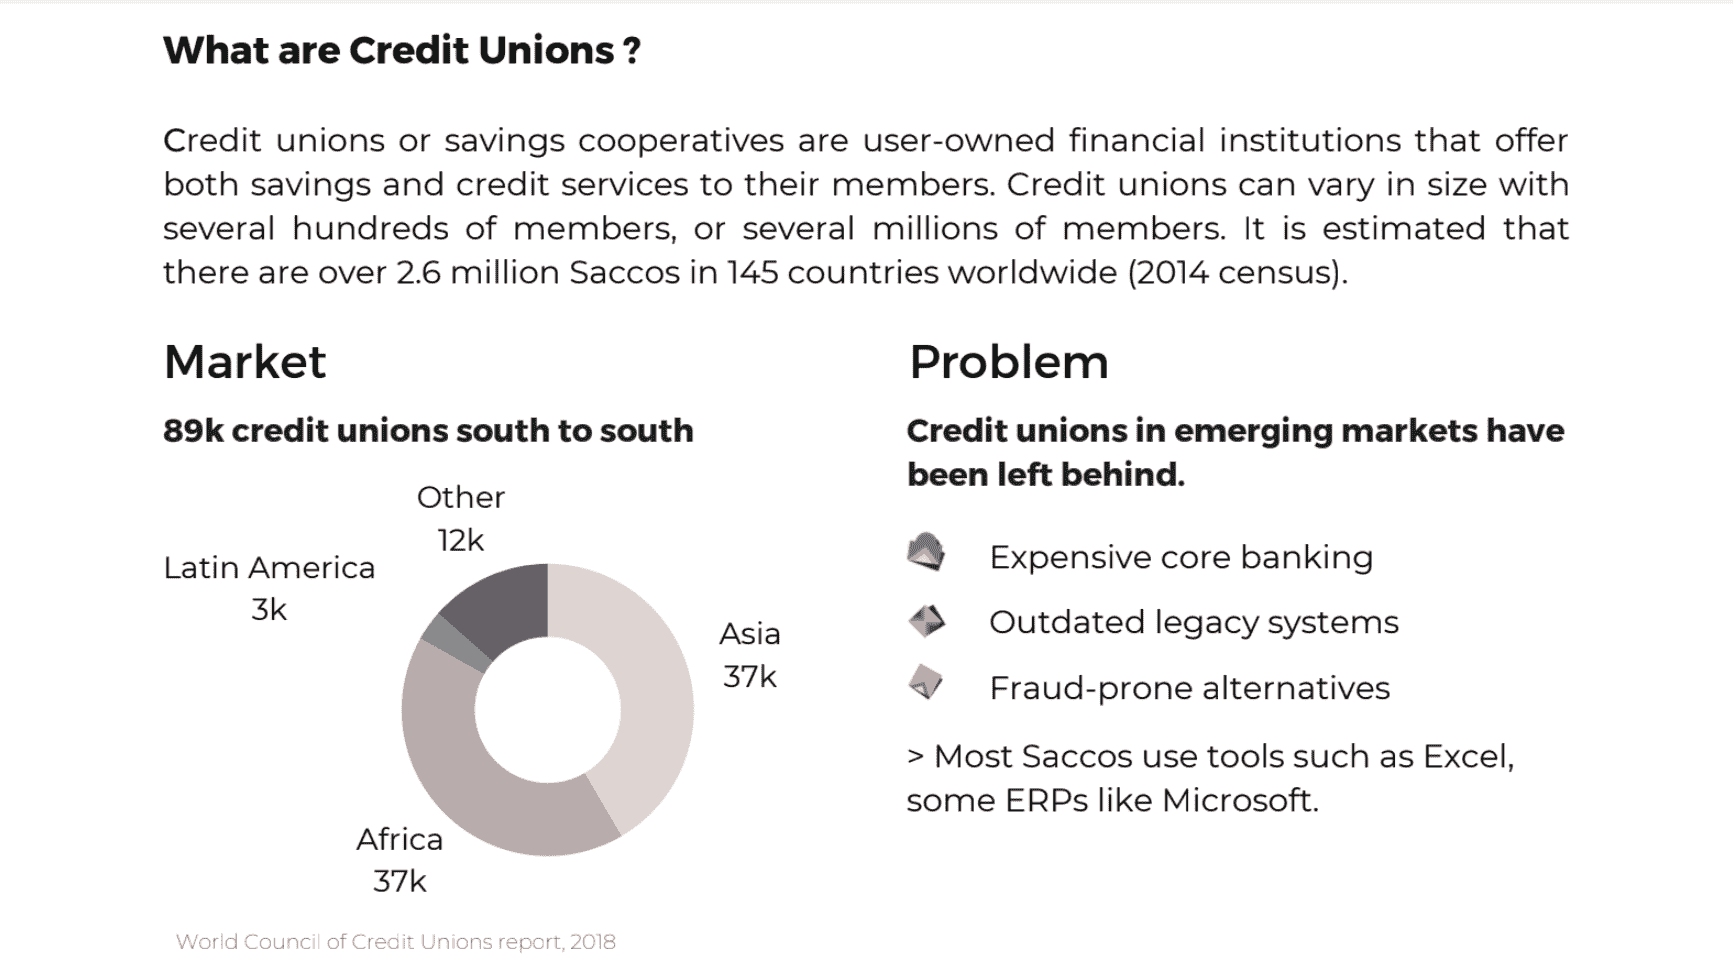 What are Credit Unions ?
Credit unions or savings cooperatives are user-owned financial institutions that offer
both savings and credit services to their members. Credit unions can vary in size with
several hundreds of members, or several millions of members. It is estimated that
there are over 2.6 million Saccos in 145 countries worldwide (2014 census).
Market
89k credit unions south to south
Other
12k
Latin America
3k
Asia
37k
Africa
37k
World Council of Credit Unions report, 2018
Problem
Credit unions in emerging markets have
been left behind.
Expensive core banking
Outdated legacy systems
Fraud-prone alternatives
> Most Saccos use tools such as Excel,
some ERPs like Microsoft.